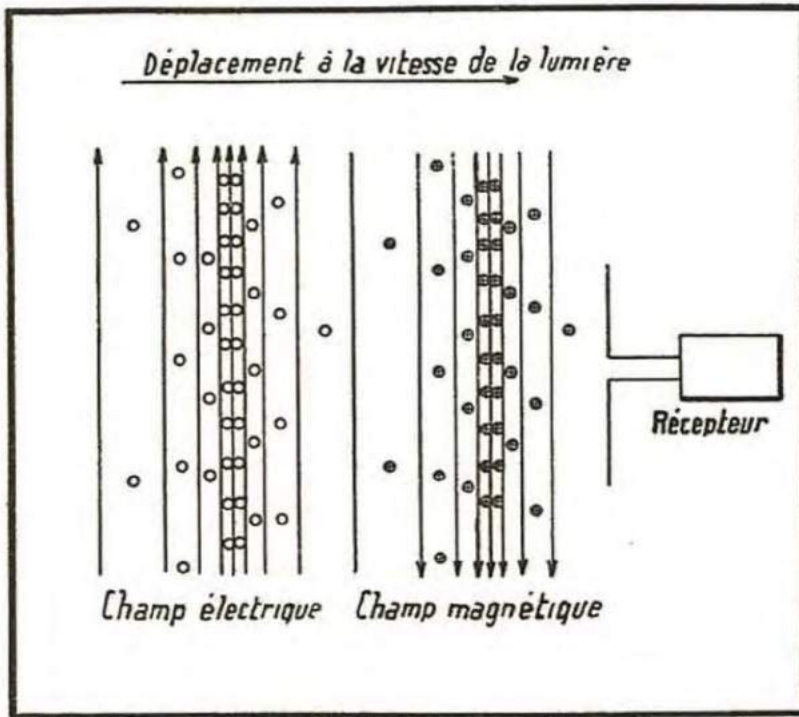 Déplacement à la vitesse de la lumière
Récepteur
Champ électrique
Champ magnétique